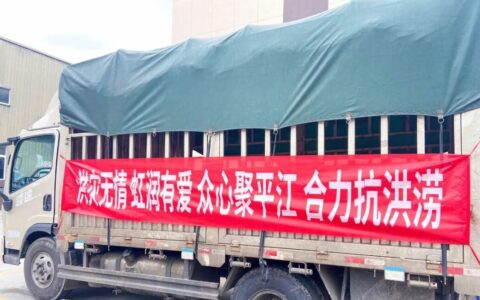 洪灾无情 虹润有爱 众心聚平江 合力抗洪涝